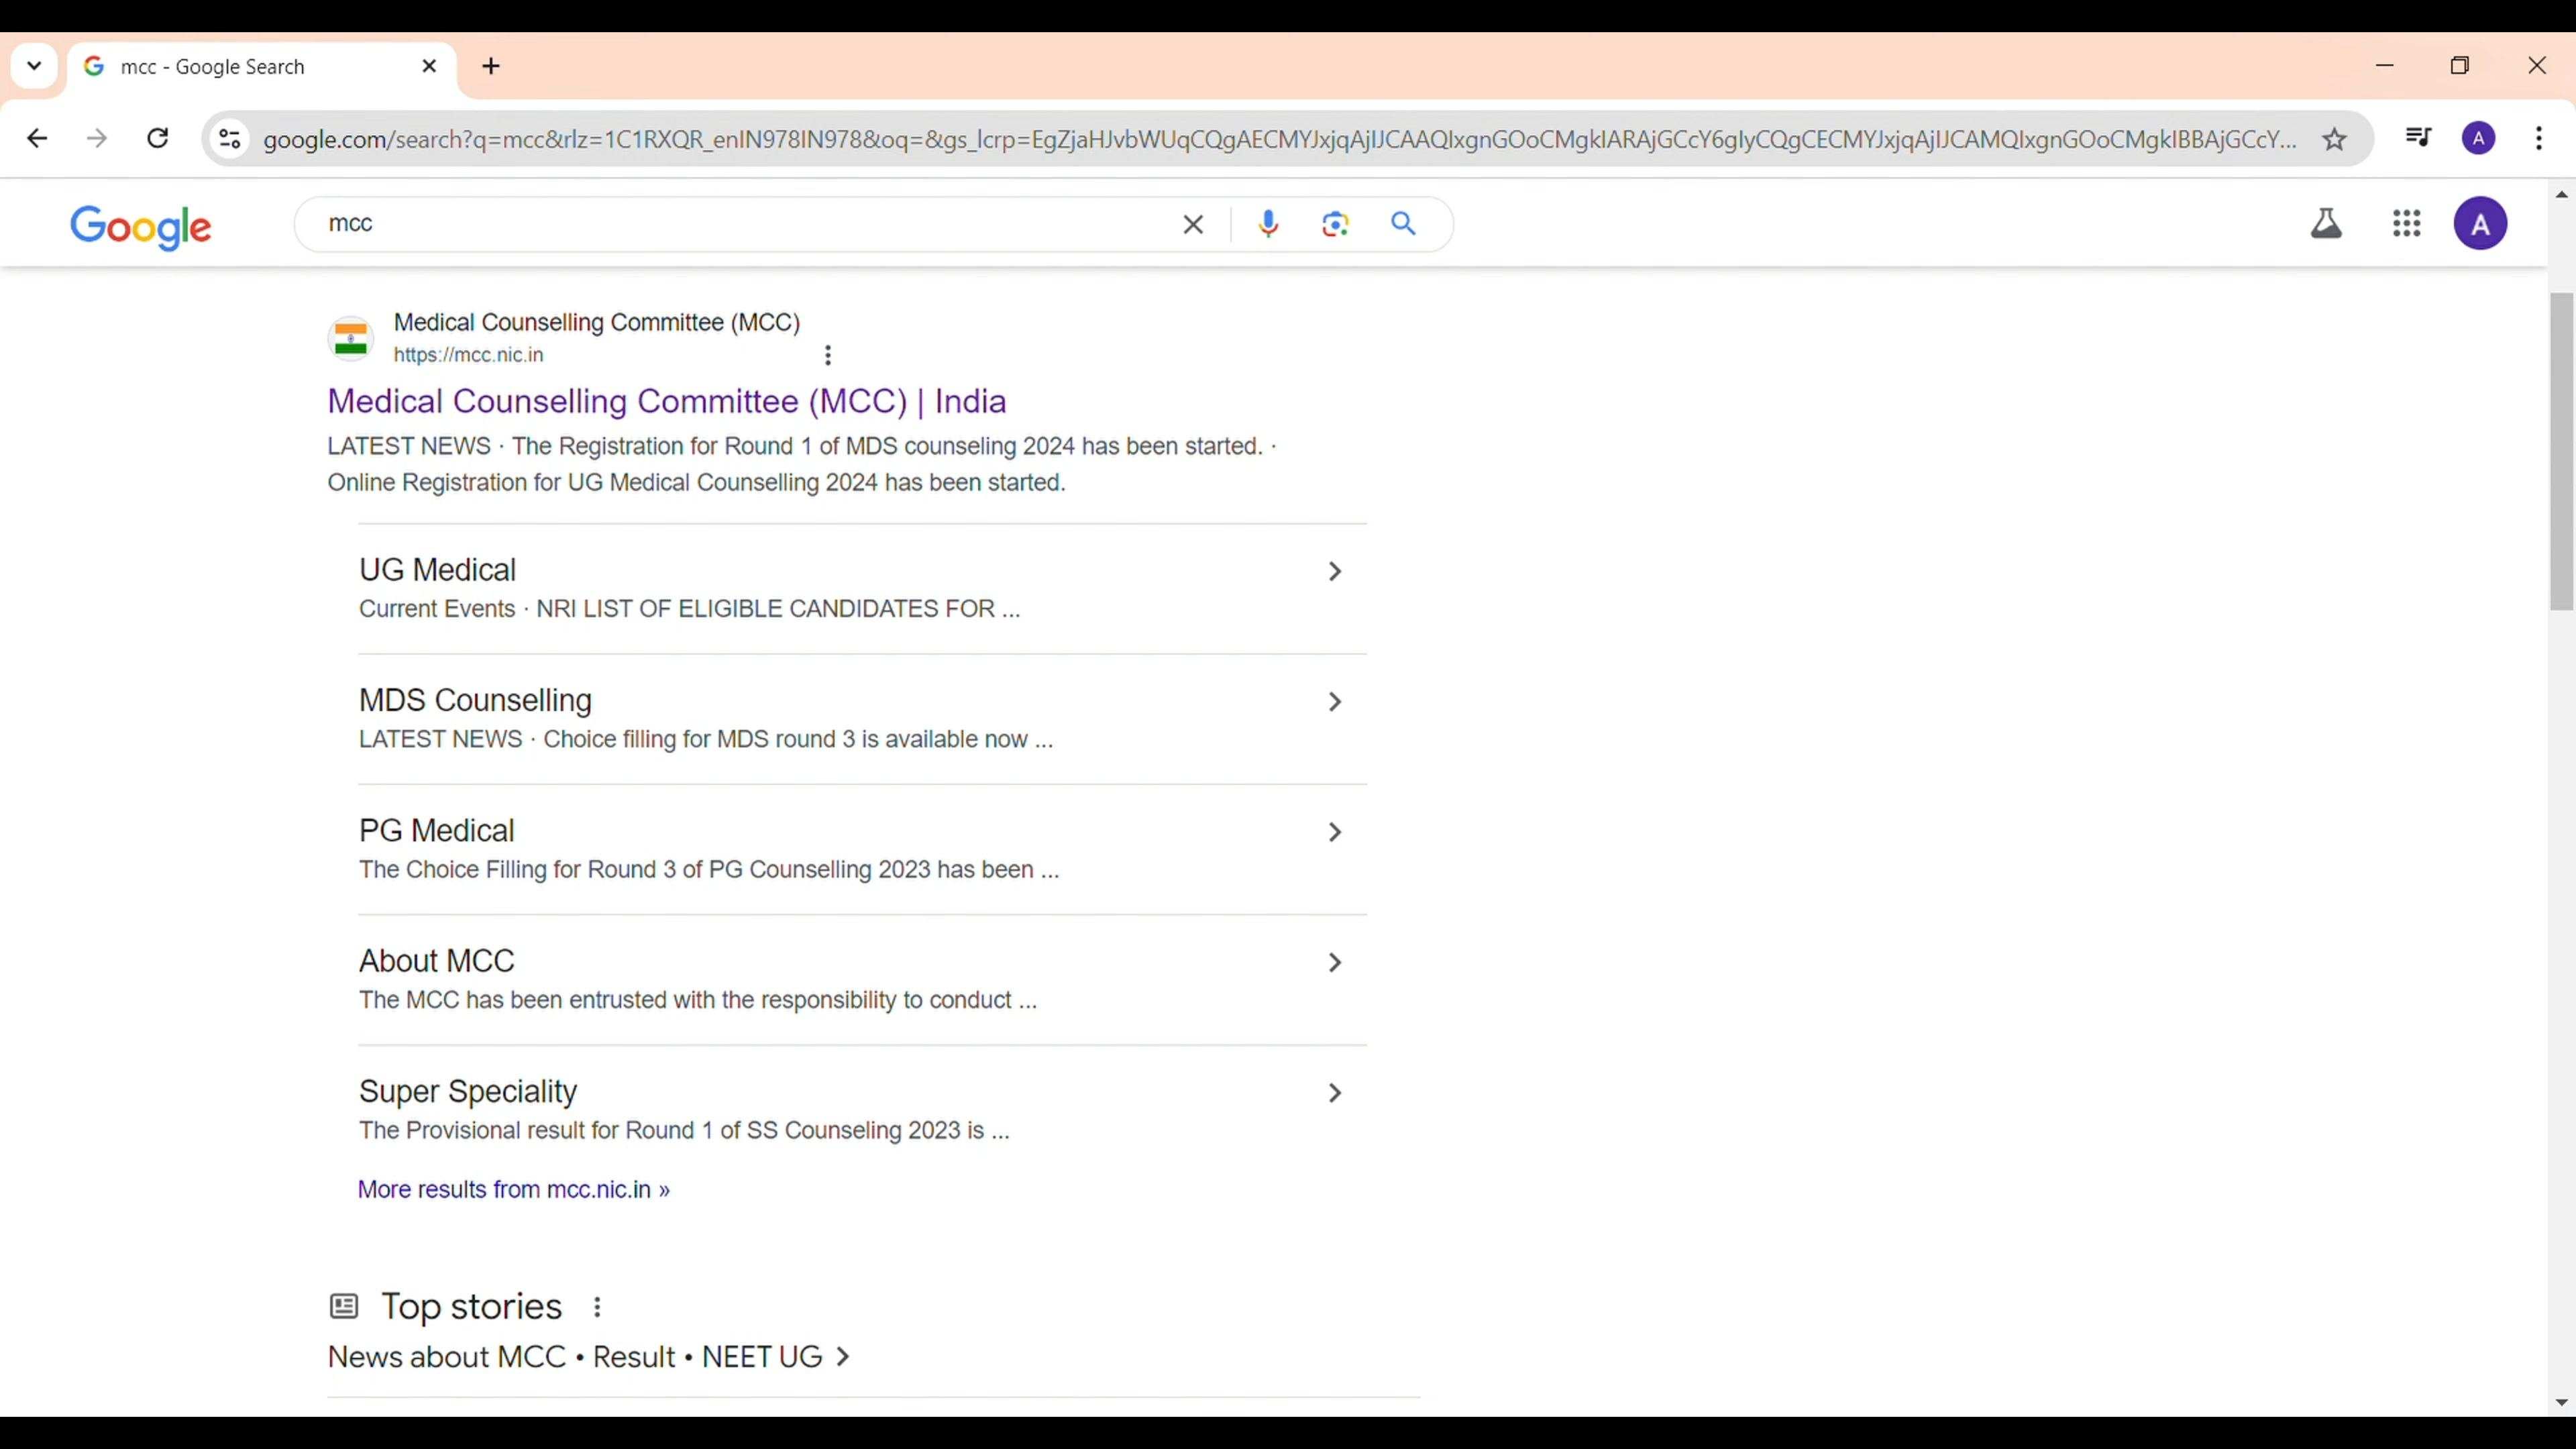 mcc - Google Search
google.com/search?q=mcc&rlz=1C1RXQR_enIN978IN978&oq=&gs_lcrp=EgZjaHJvbWUqCQgAECMYJxjqAjIJCAAQIxgnGOoCMgkIARAjGCcY6gIyCQgCECMYJxjqAjIJCAMQIxgnGOoCMgkIBBAjGCcY...
A
Google
mcc
A
Medical Counselling Committee (MCC)
https://mcc.nic.in
Medical Counselling Committee (MCC) | India
LATEST NEWS · The Registration for Round 1 of MDS counseling 2024 has been started. ·
Online Registration for UG Medical Counselling 2024 has been started.
UG Medical
Current Events · NRI LIST OF ELIGIBLE CANDIDATES FOR ...
MDS Counselling
LATEST NEWS · Choice filling for MDS round 3 is available now ...
PG Medical
The Choice Filling for Round 3 of PG Counselling 2023 has been ...
About MCC
The MCC has been entrusted with the responsibility to conduct ...
Super Speciality
The Provisional result for Round 1 of SS Counseling 2023 is ...
More results from mcc.nic.in »
Top stories
News about MCC • Result • NEET UG >